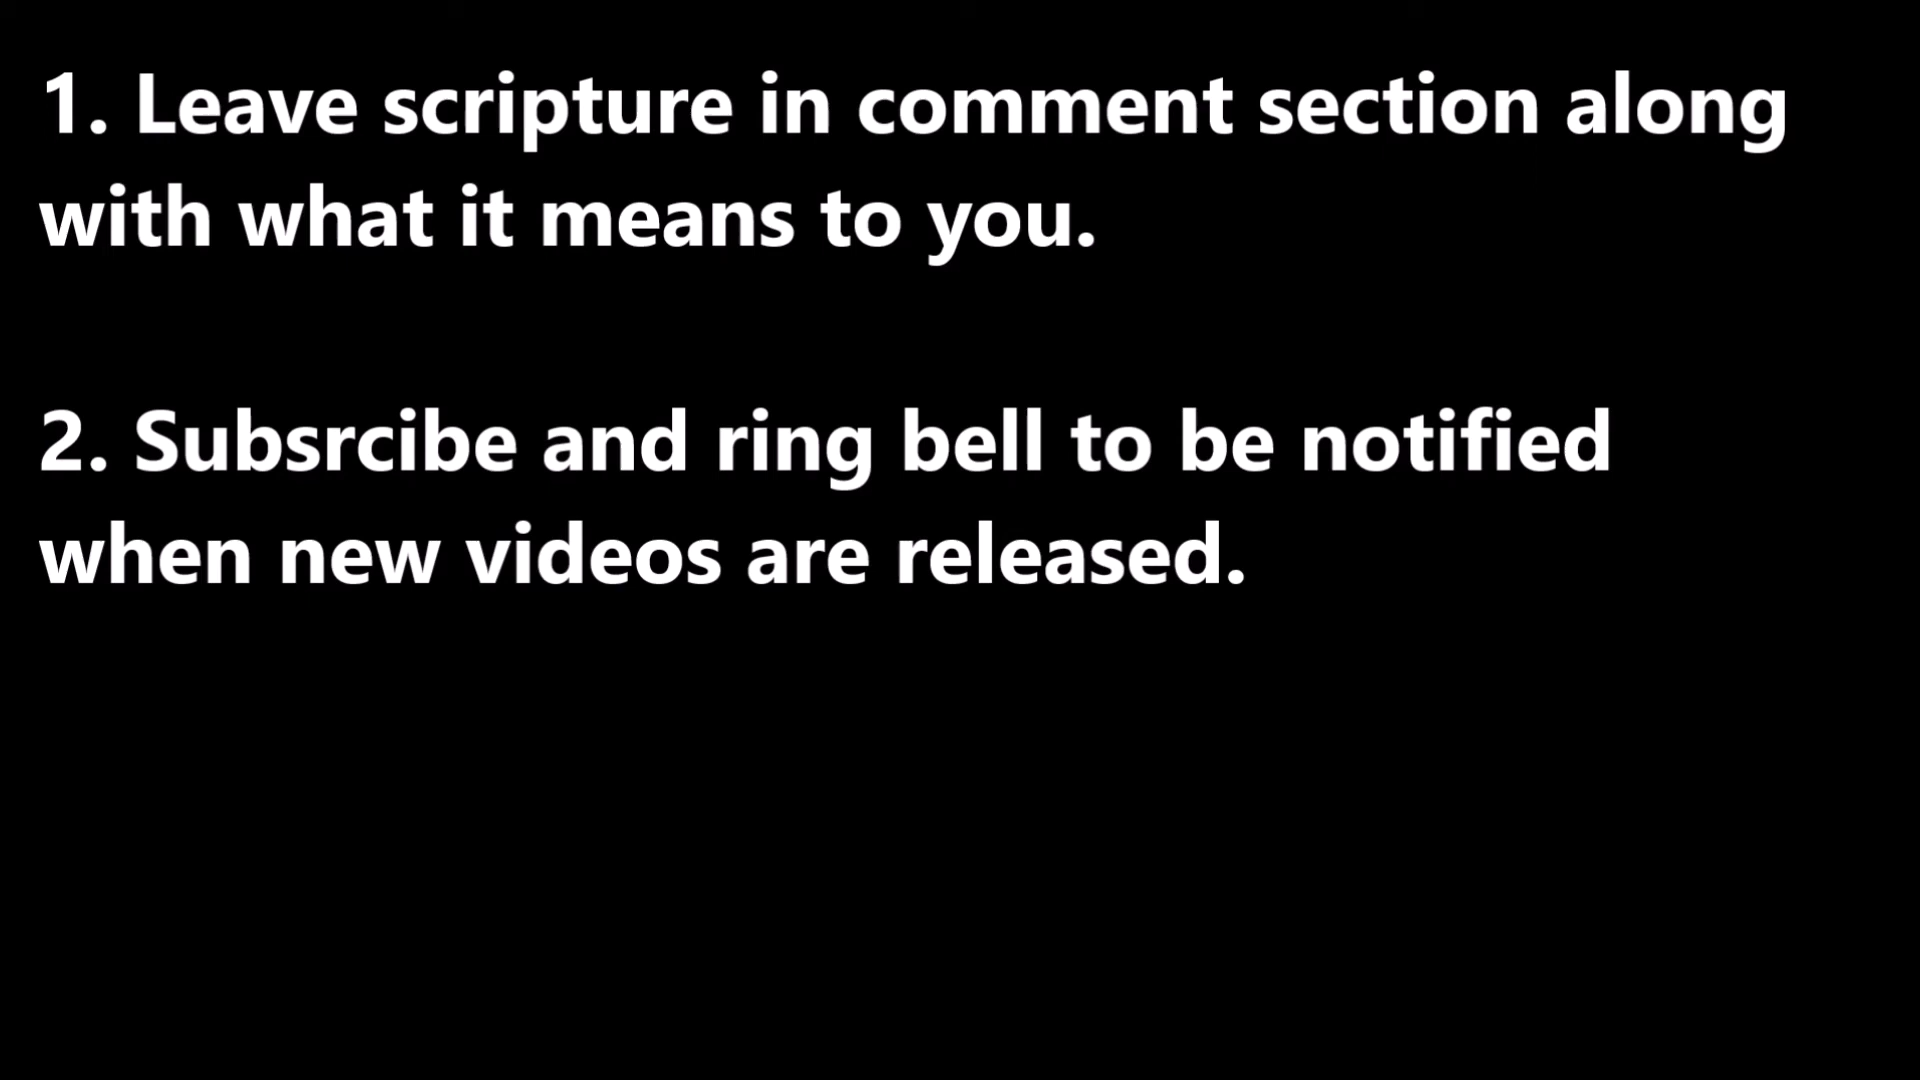 1. Leave scripture in comment section along
with what it means to you.
2. Subsrcibe and ring bell to be notified
when new videos are released.